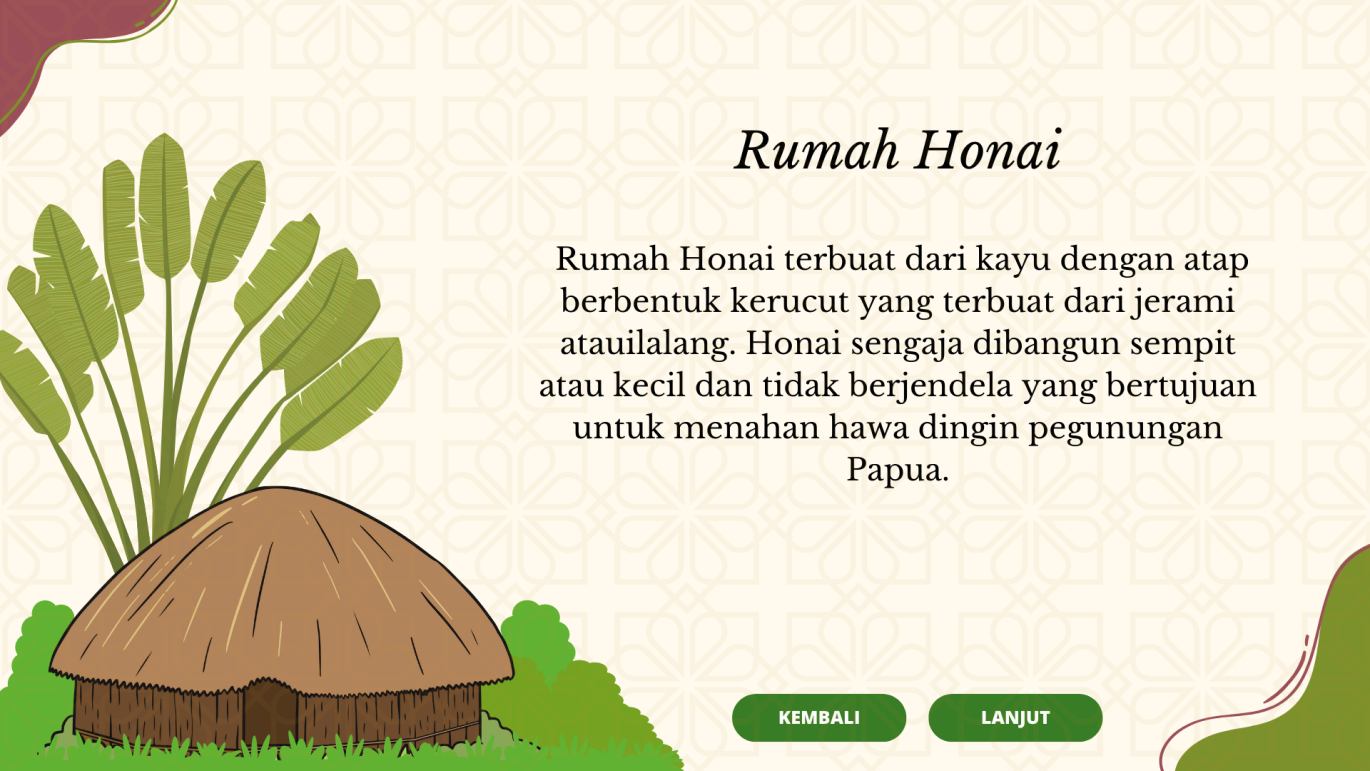 Rumah Honai
Rumah Honai terbuat dari kayu dengan atap
berbentuk kerucut yang terbuat dari jerami
atauilalang. Honai sengaja dibangun sempit
atau kecil dan tidak berjendela yang bertujuan
untuk menahan hawa dingin pegunungan
Papua.
KEMBALI
LANJUT